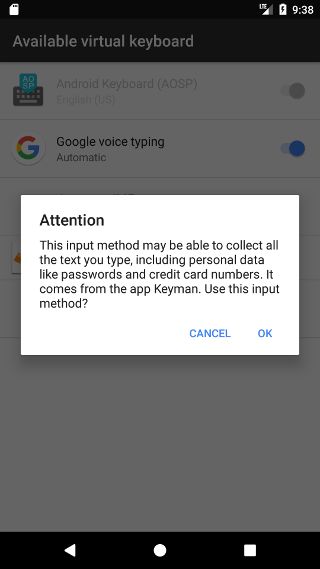 LTE 9:38
Available virtual keyboard
AO
SP
Android Keyboard (AOSP)
English (US)
G
Google voice typing
Automatic
Attention
This input method may be able to collect all
the text you type, including personal data
like passwords and credit card numbers. It
comes from the app Keyman. Use this input
method?
CANCEL OK